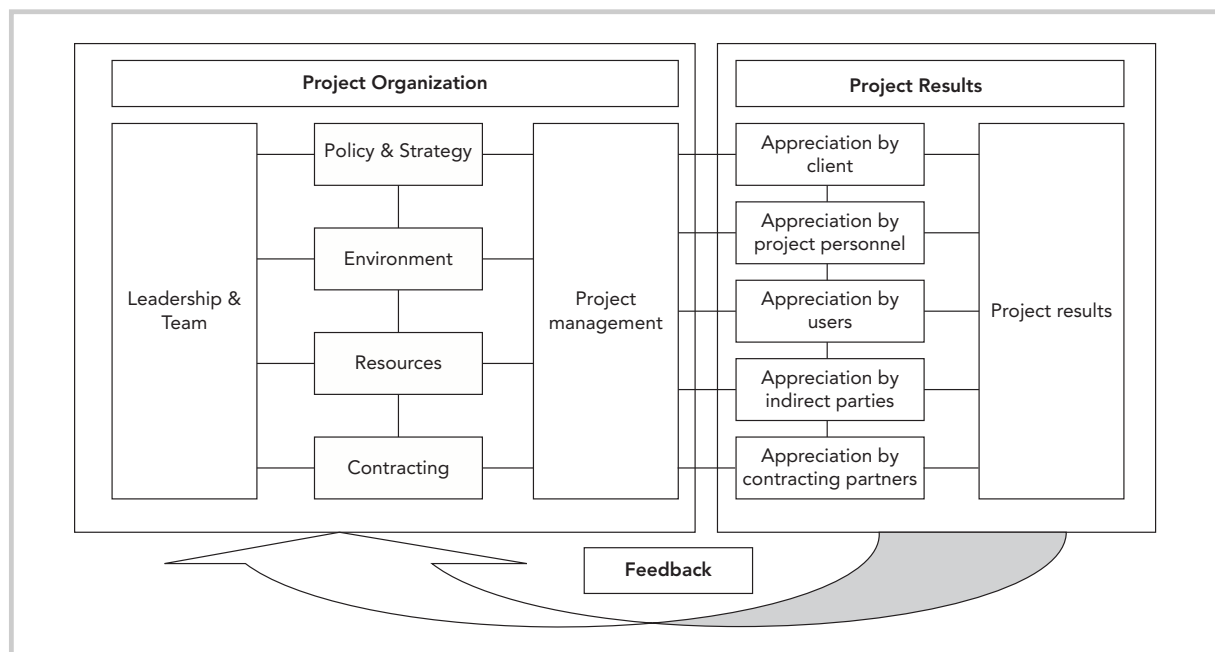 Project Organization
Leadership &
Team
Policy & Strategy
Environment
Resources
Contracting
Project
management
Project Results
Appreciation by
client
Appreciation by
project personnel
Appreciation by
users
Appreciation by
indirect parties
Appreciation by
contracting partners
Project results
Feedback